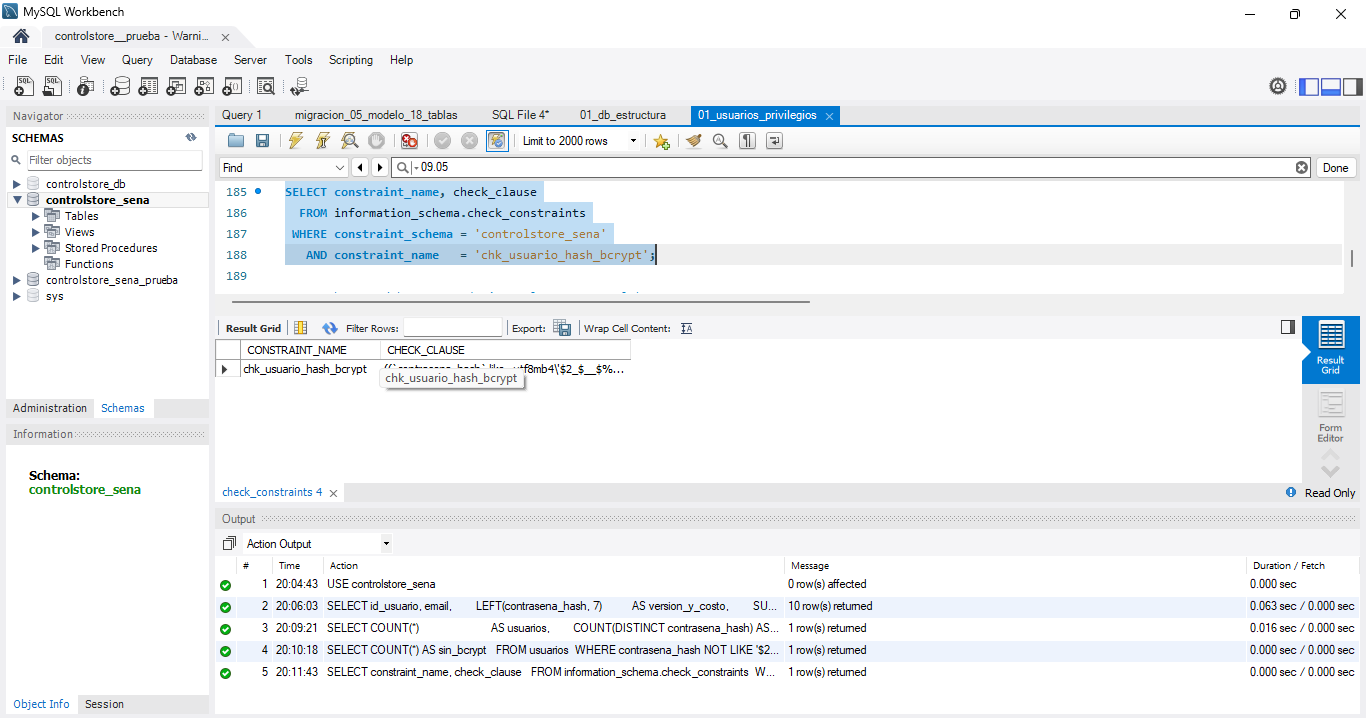 MySQL Workbench
controlstore__prueba - Warni...
File Edit View Query Database Server Tools Scripting Help
Navigator
SCHEMAS
Filter objects
controlstore_db
controlstore_sena
Tables
Views
Stored Procedures
Functions
controlstore_sena_prueba
sys
Administration Schemas
Information
Schema:
controlstore_sena
Object Info Session
Query 1 migracion_05_modelo_18_tablas SQL File 4* 01_db_estructura 01_usuarios_privilegios
Limit to 2000 rows
Find 09.05 Done
185 SELECT constraint_name, check_clause
186 FROM information_schema.check_constraints
187 WHERE constraint_schema = 'controlstore_sena'
188 AND constraint_name = 'chk_usuario_hash_bcrypt';
189
Result Grid Filter Rows: Export: Wrap Cell Content:
CONSTRAINT_NAME CHECK_CLAUSE
chk_usuario_hash_bcrypt
chk_usuario_hash_bcrypt
Result
Grid
Form
Editor
check_constraints 4 Read Only
Output
Action Output
# Time Action Message Duration / Fetch
1 20:04:43 USE controlstore_sena 0 row(s) affected 0.000 sec
2 20:06:03 SELECT id_usuario, email, LEFT(contrasena_hash, 7) AS version_y_costo, SU... 10 row(s) returned 0.063 sec / 0.000 sec
3 20:09:21 SELECT COUNT(*) AS usuarios, COUNT(DISTINCT contrasena_hash) AS... 1 row(s) returned 0.016 sec / 0.000 sec
4 20:10:18 SELECT COUNT(*) AS sin_bcrypt FROM usuarios WHERE contrasena_hash NOT LIKE '$2... 1 row(s) returned 0.000 sec / 0.000 sec
5 20:11:43 SELECT constraint_name, check_clause FROM information_schema.check_constraints W... 1 row(s) returned 0.000 sec / 0.000 sec